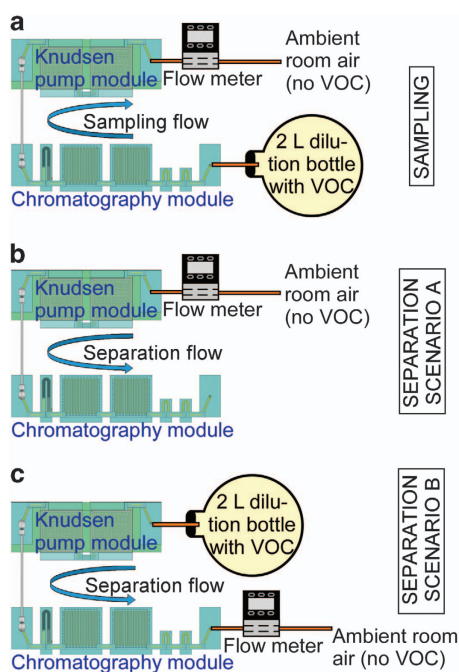 a
Knudsen
pump module
Flow meter
Ambient
room air
(no VOC)
Sampling flow
2 L dilu-
tion bottle
with VOC
Chromatography module
SAMPLING
b
Knudsen
pump module
Flow meter
Ambient
room air
(no VOC)
Separation flow
Chromatography module
SEPARATION
SCENARIO A
c
Knudsen
pump module
2 L dilu-
tion bottle
with VOC
Separation flow
Flow meter
Ambient room
air (no VOC)
Chromatography module
SEPARATION
SCENARIO B